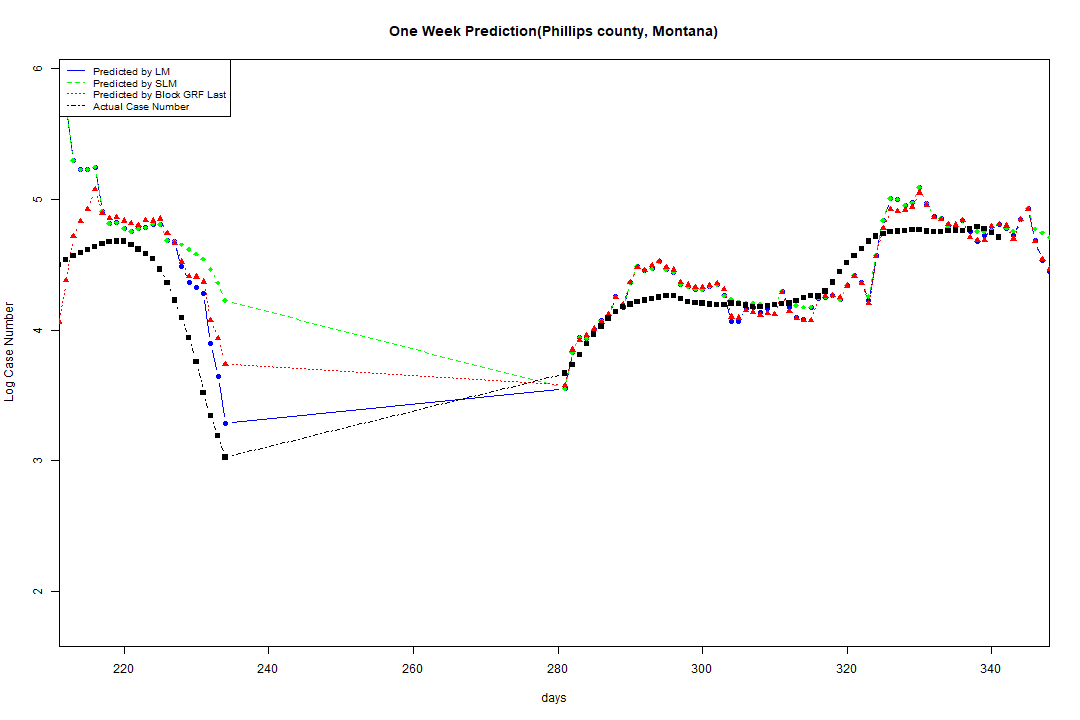 One Week Prediction(Phillips county, Montana)
Predicted by LM
Predicted by SLM
Predicted by Block GRF Last
Actual Case Number
6
5
4
3
2
Log Case Number
220 240 260 280 300 320 340
days